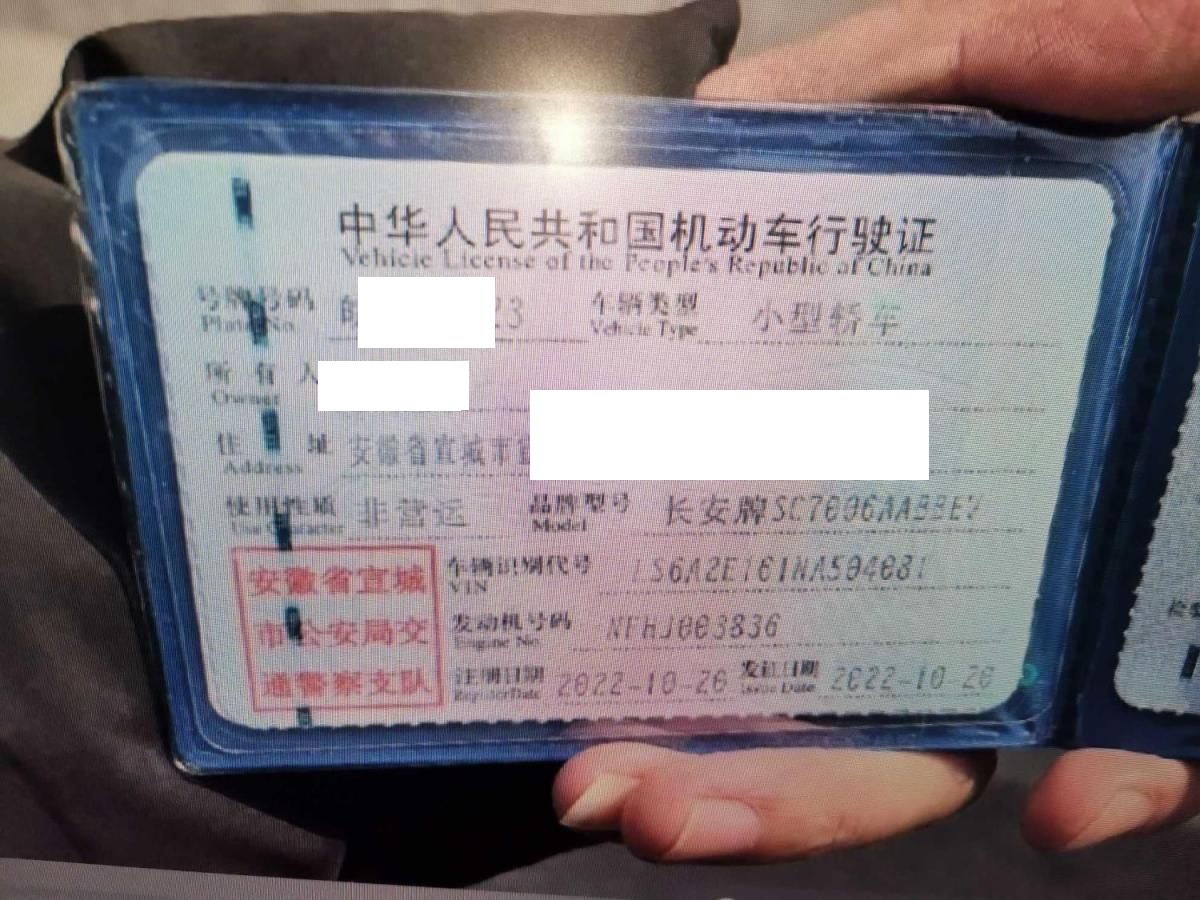 中华人民共和国机动车行驶证
Vehicle License of the People's Republic of China
号牌号码 皖 23 车辆类型 小型轿车
Plate No. Vehicle Type
所有人
Owner
住址 安徽省宣城市
Address
使用性质 非营运 品牌型号 长安牌
Use Character Model
车辆识别代号 LS6A2E161NA504081
VIN
发动机号码
Engine No.
注册日期 2022-10-26 发证日期 2022-10-26
Register Date Issue Date
安徽省宣城
市公安局交
通警察支队